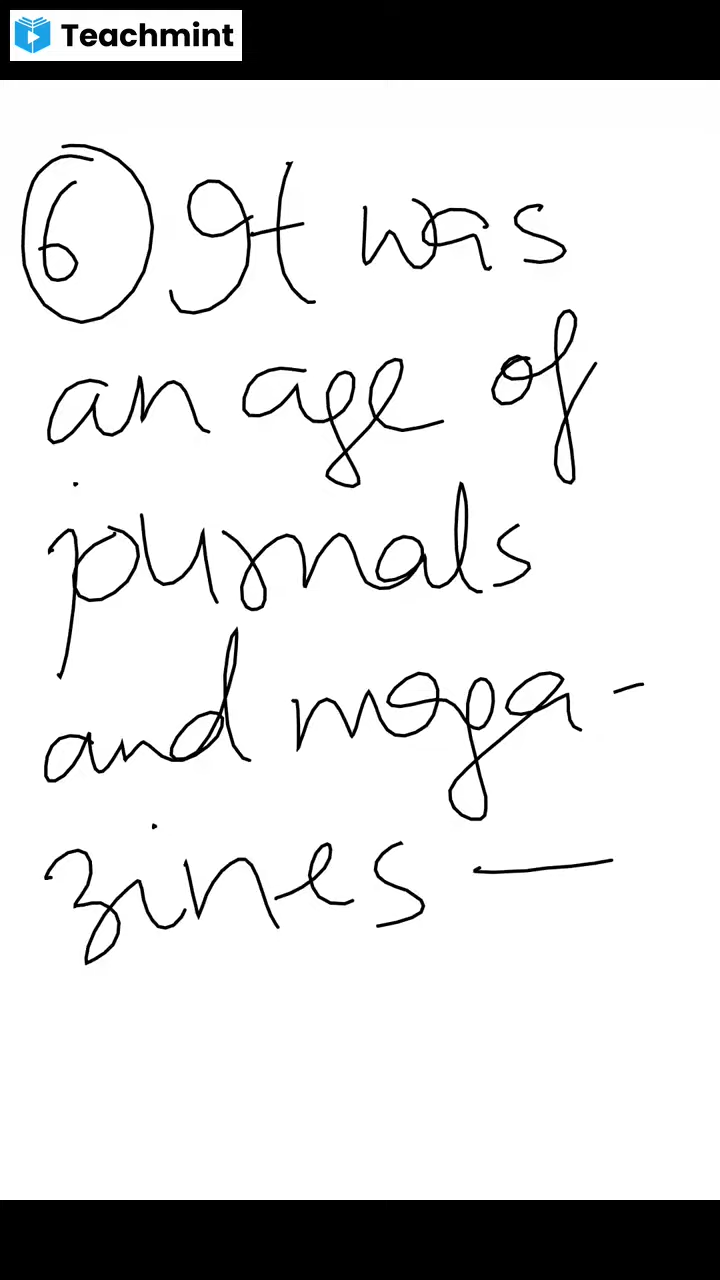 Teachmint
6 It was
an age of
journals
and maga-
zines —